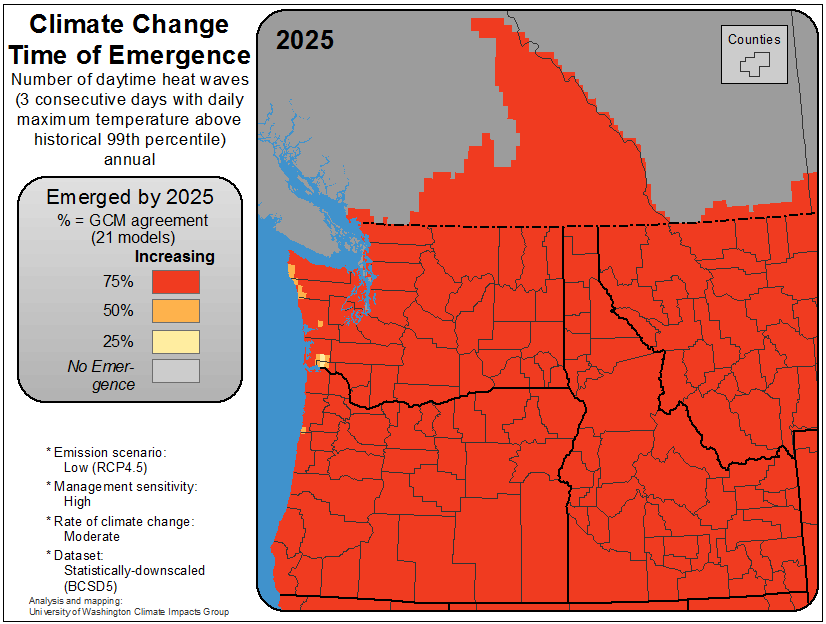 Climate Change
Time of Emergence
Number of daytime heat waves
(3 consecutive days with daily
maximum temperature above
historical 99th percentile)
annual
Emerged by 2025
% = GCM agreement
(21 models)
Increasing
75%
50%
25%
No Emer-
gence
* Emission scenario:
Low (RCP4.5)
* Management sensitivity:
High
* Rate of climate change:
Moderate
* Dataset:
Statistically-downscaled
(BCSD5)
Analysis and mapping:
University of Washington Climate Impacts Group
2025
Counties